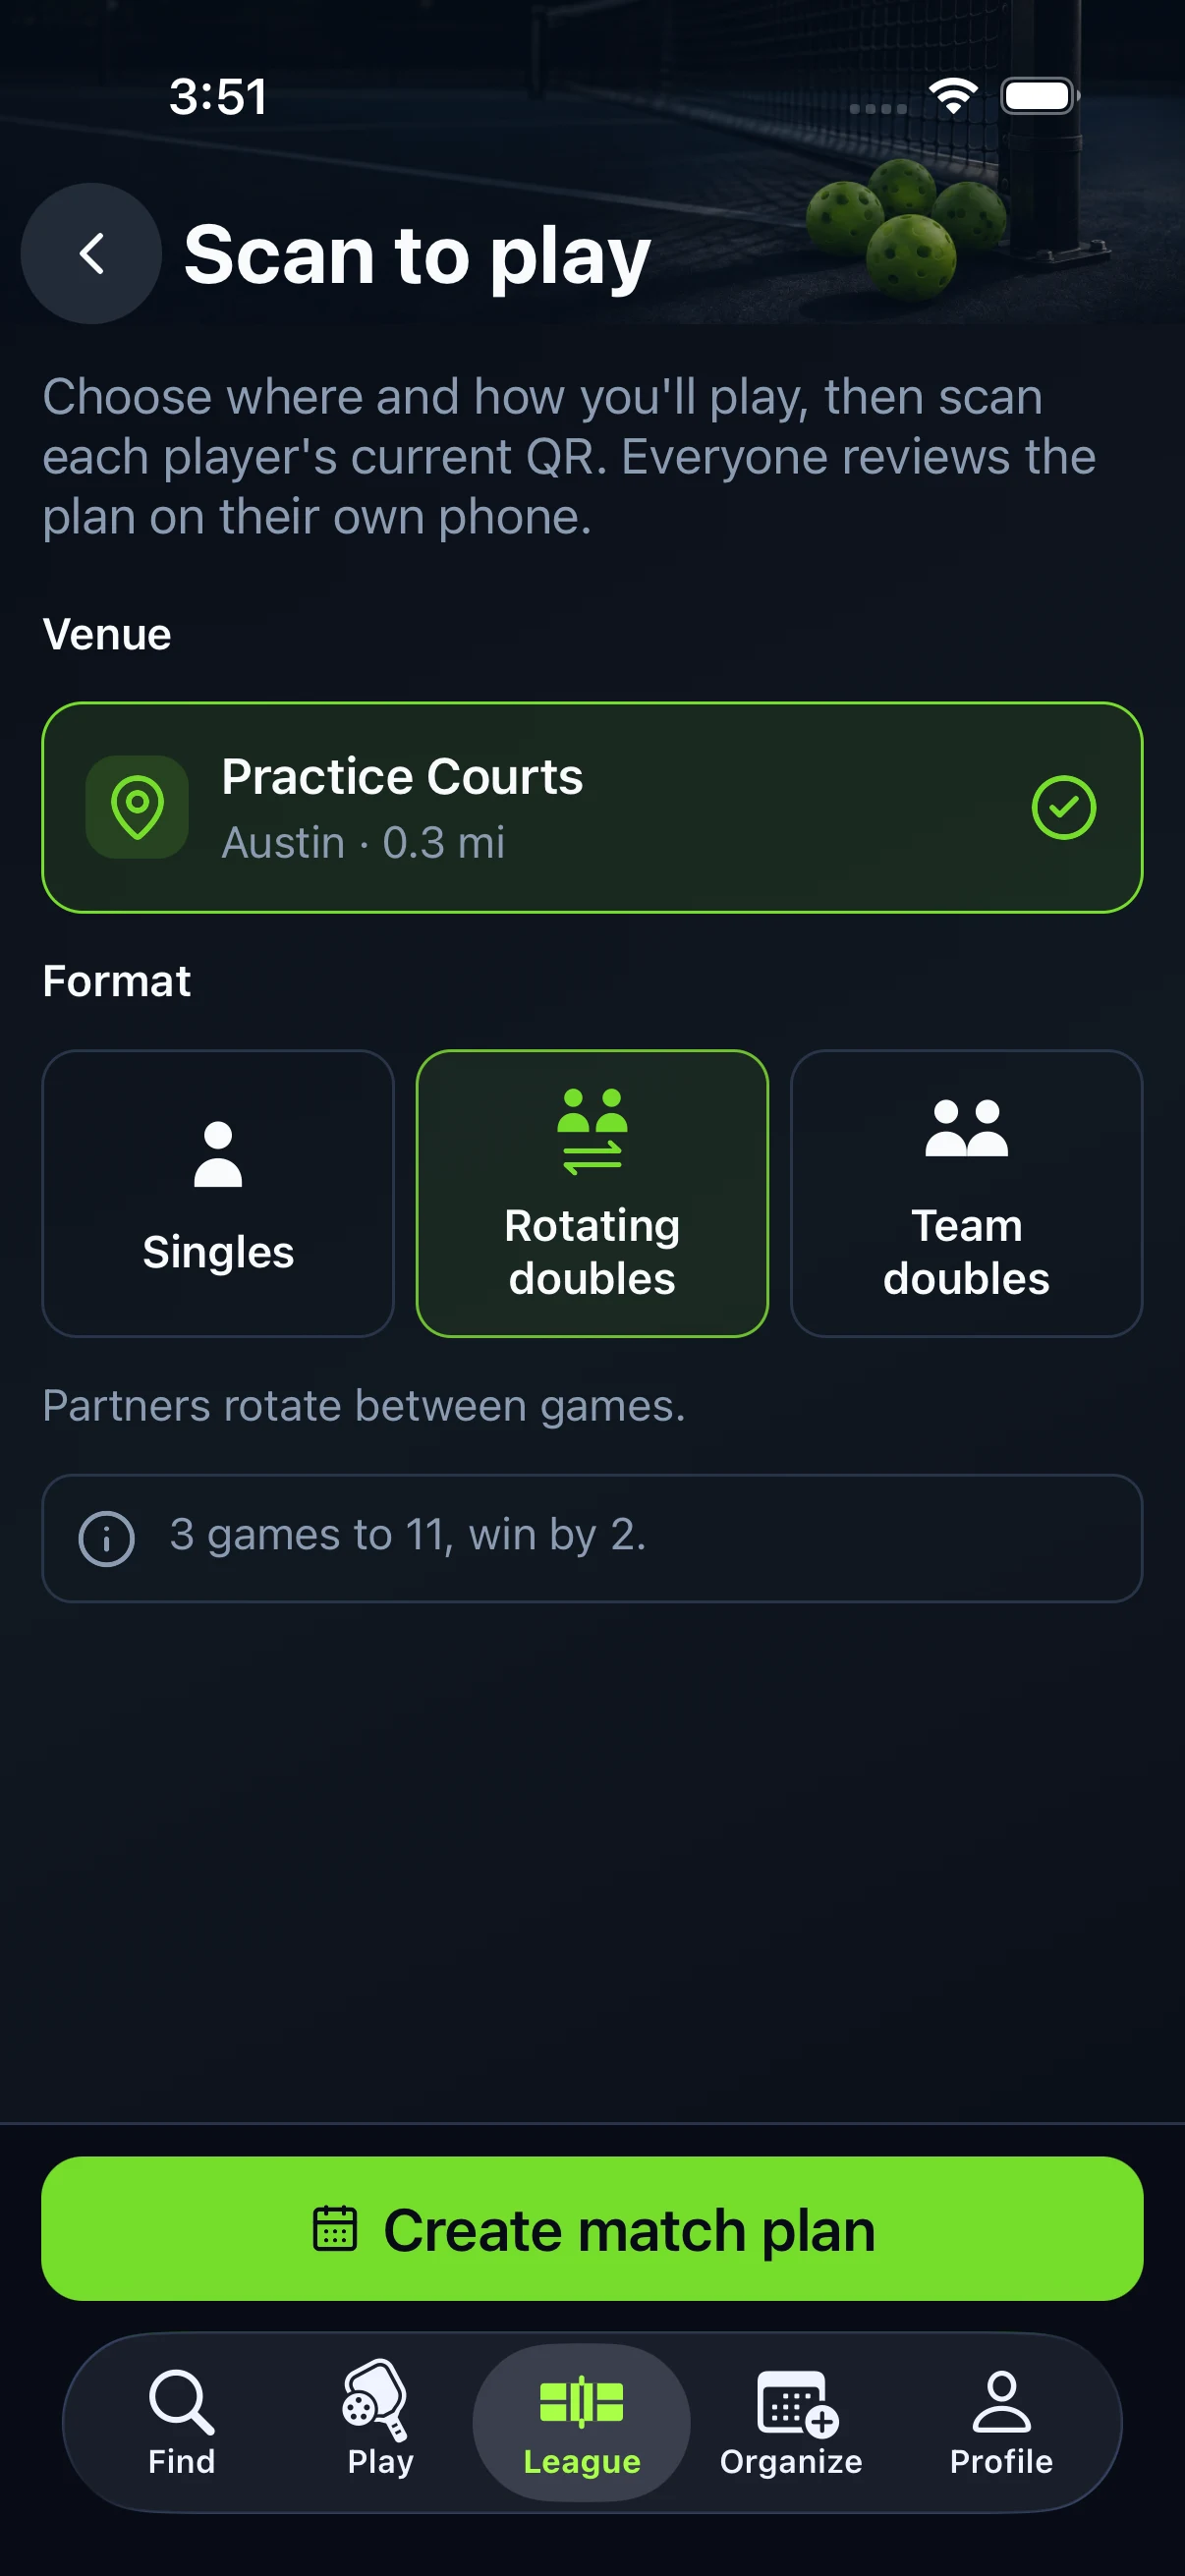 3:51
Scan to play
Choose where and how you'll play, then scan
each player's current QR. Everyone reviews the
plan on their own phone.
Venue
Practice Courts
Austin · 0.3 mi
Format
Singles
Rotating
doubles
Team
doubles
Partners rotate between games.
3 games to 11, win by 2.
Create match plan
Find
Play
League
Organize
Profile